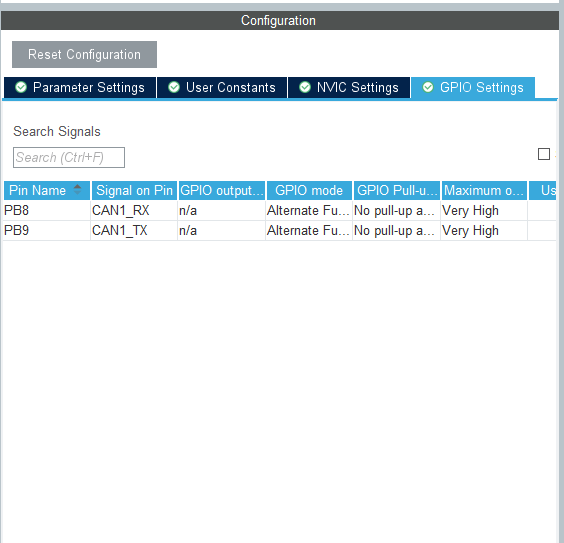 Configuration
Reset Configuration
Parameter Settings User Constants NVIC Settings GPIO Settings
Search Signals
Search (Ctrl+F)
Pin Name Signal on Pin GPIO output... GPIO mode GPIO Pull-u... Maximum o... Us
PB8 CAN1_RX n/a Alternate Fu... No pull-up a... Very High
PB9 CAN1_TX n/a Alternate Fu... No pull-up a... Very High